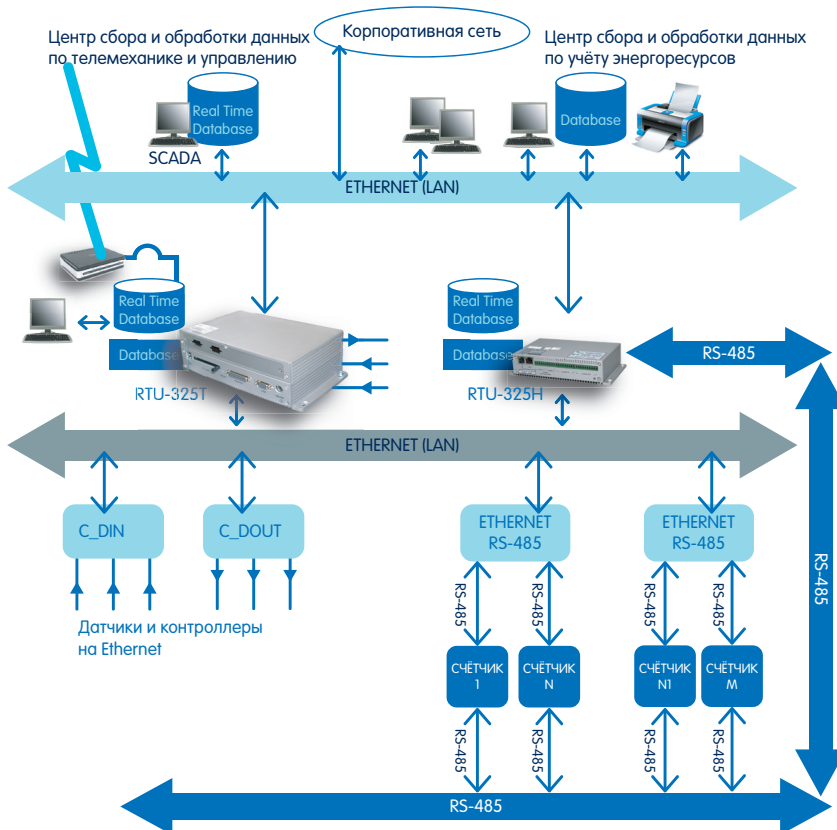 Центр сбора и обработки данных
по телемеханике и управлению
Корпоративная сеть
Центр сбора и обработки данных
по учёту энергоресурсов
Real Time
Database
Database
SCADA
ETHERNET (LAN)
Real Time
Database
Database
RTU-325T
Real Time
Database
Database
RTU-325H
RS-485
ETHERNET (LAN)
C_DIN
C_DOUT
ETHERNET
RS-485
ETHERNET
RS-485
RS-485
Датчики и контроллеры
на Ethernet
RS-485
RS-485
RS-485
RS-485
СЧЁТЧИК
1
СЧЁТЧИК
N
СЧЁТЧИК
N1
СЧЁТЧИК
M
RS-485
RS-485
RS-485
RS-485
RS-485